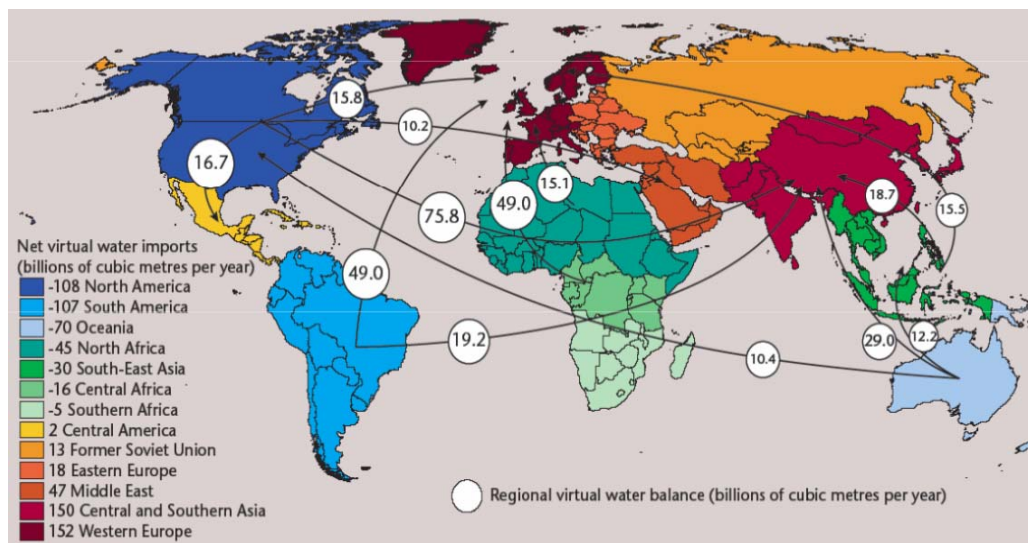 15.8
10.2
16.7
15.1
18.7
75.8
49.0
15.5
Net virtual water imports
(billions of cubic metres per year)
49.0
-108 North America
-107 South America
19.2
29.0
12.2
-70 Oceania
10.4
-45 North Africa
-30 South-East Asia
-16 Central Africa
-5 Southern Africa
2 Central America
13 Former Soviet Union
18 Eastern Europe
47 Middle East
Regional virtual water balance (billions of cubic metres per year)
150 Central and Southern Asia
152 Western Europe